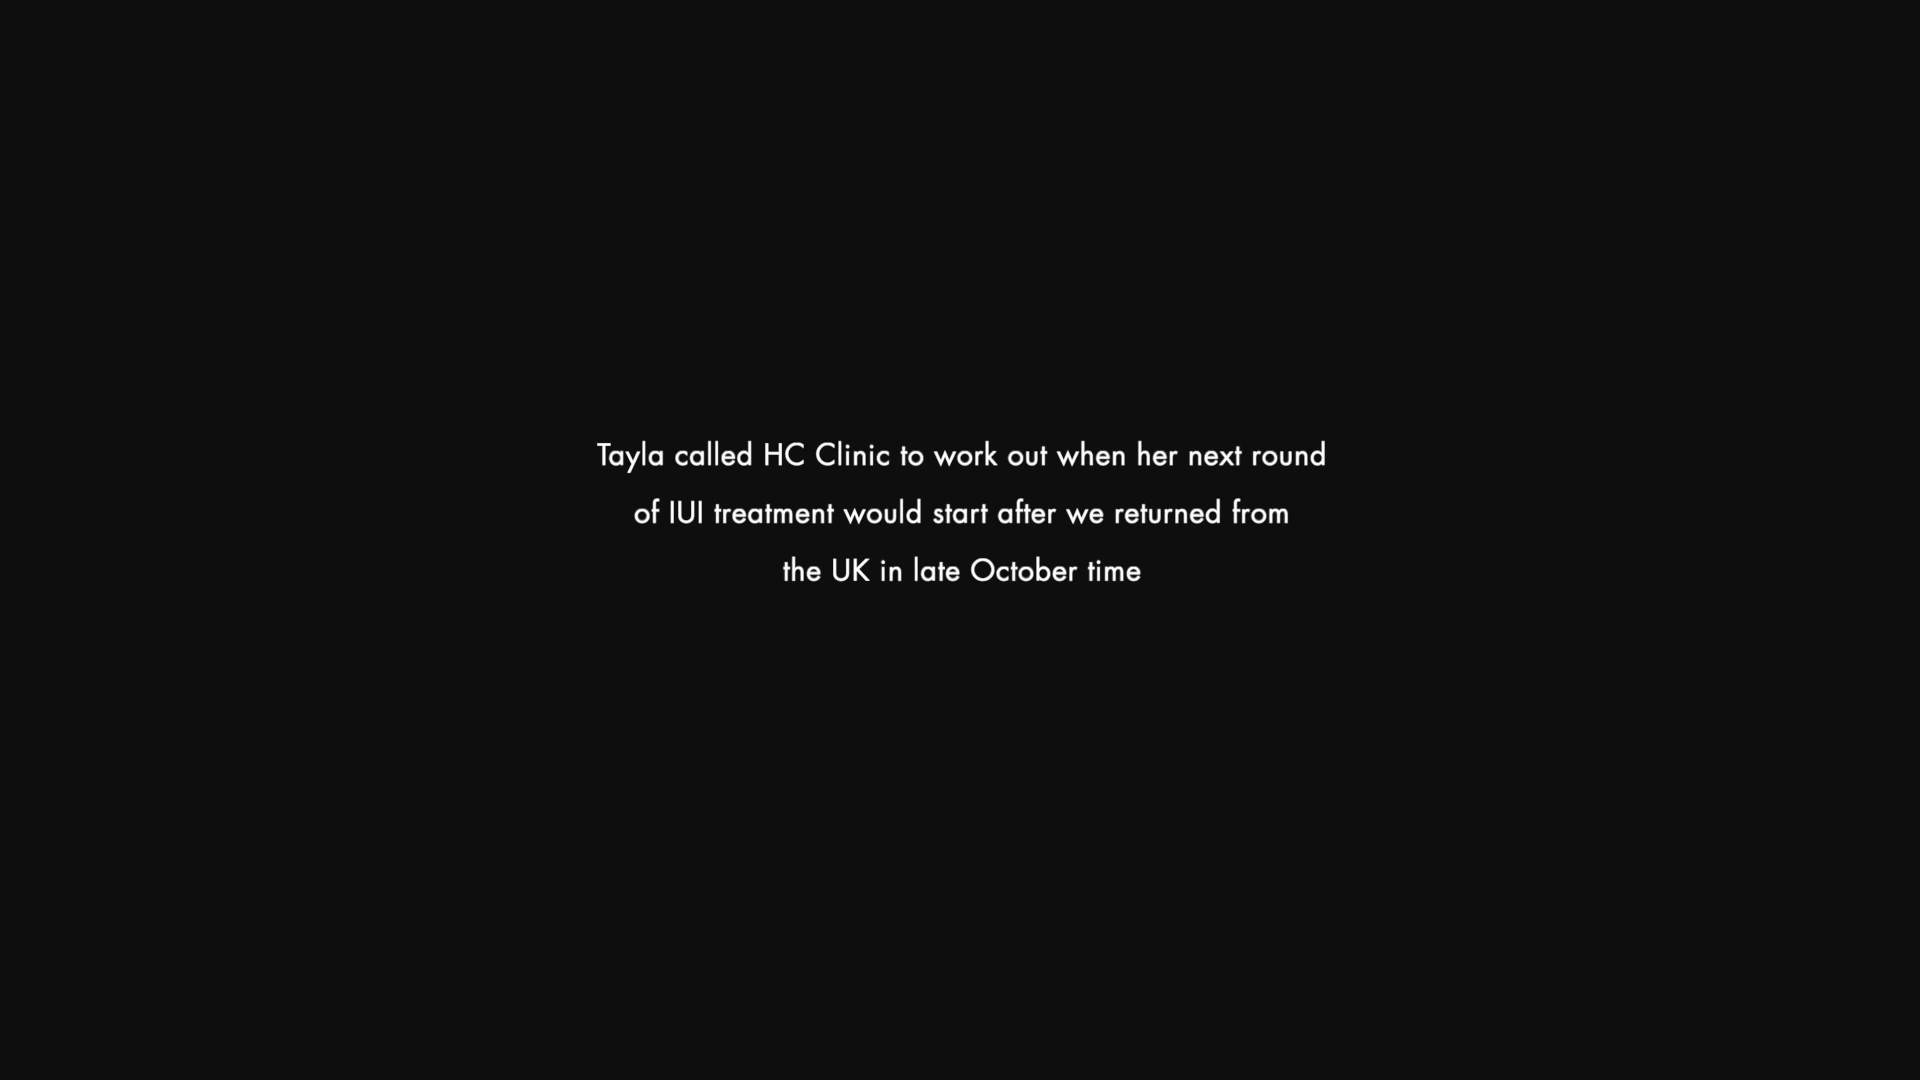 Tayla called HC Clinic to work out when her next round
of IUI treatment would start after we returned from
the UK in late October time